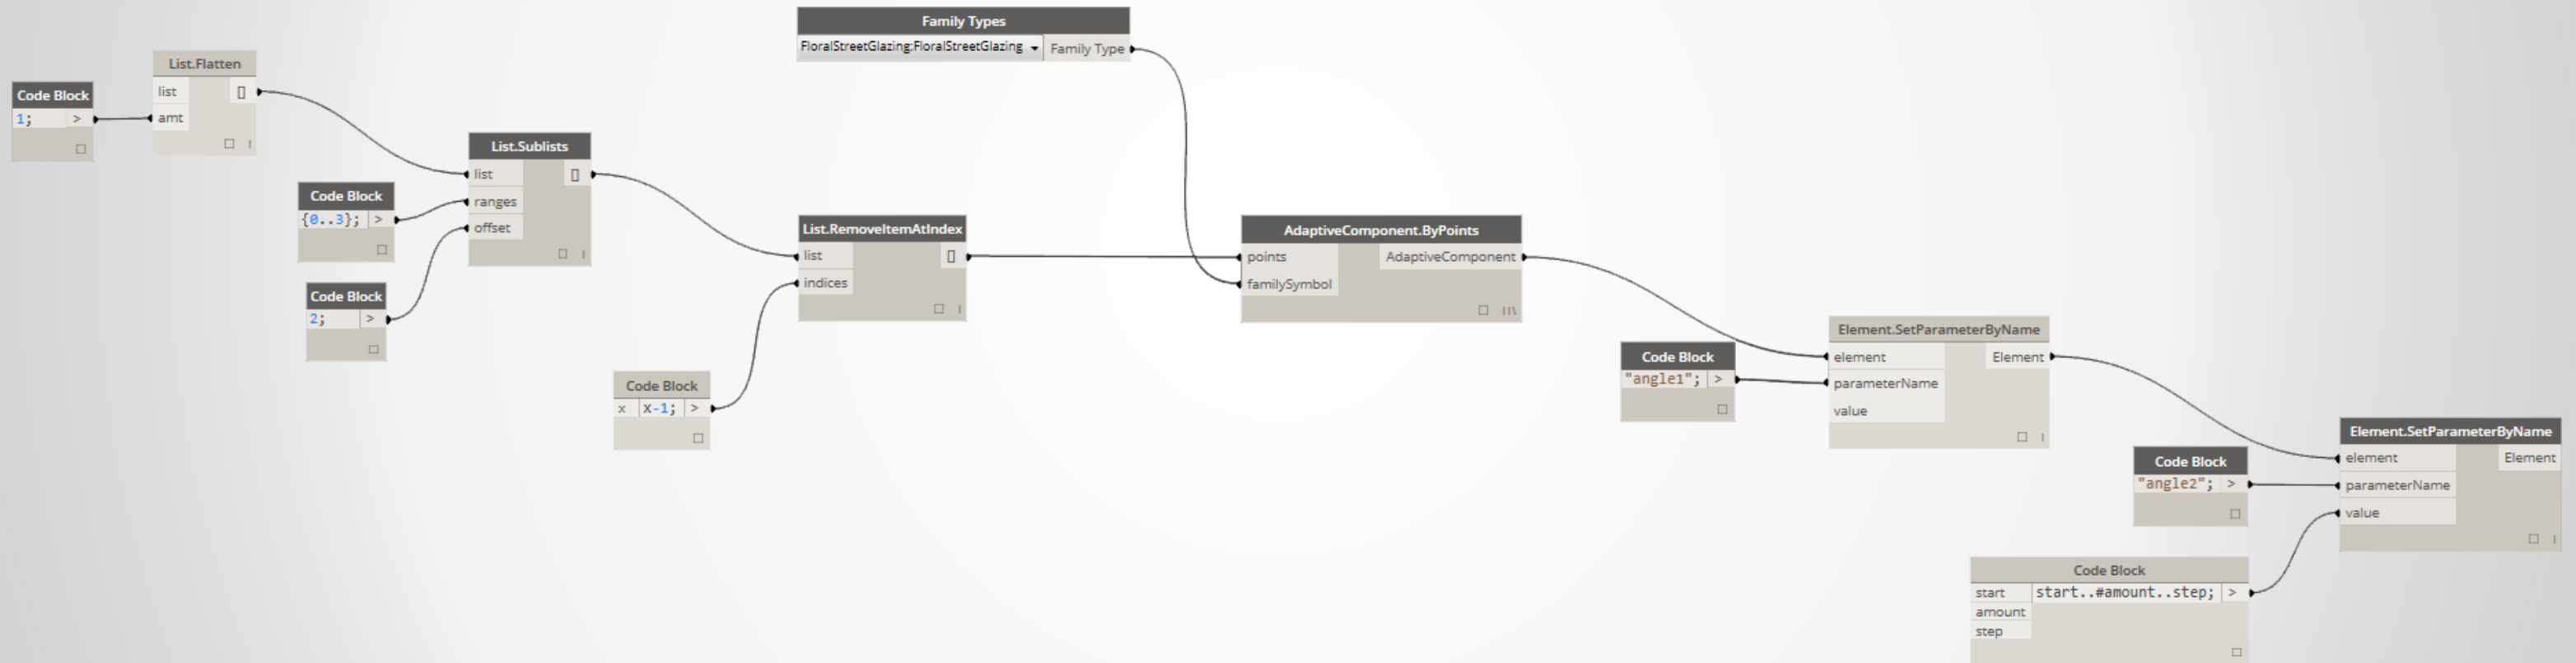 Family Types
FloralStreetGlazing:FloralStreetGlazing
Family Type
List.Flatten
list
[]
amt
Code Block
1;
>
List.Sublists
list
[]
ranges
offset
Code Block
{0..3};
>
Code Block
2;
>
List.RemoveItemAtIndex
list
[]
indices
Code Block
x
x-1;
>
AdaptiveComponent.ByPoints
points
AdaptiveComponent
familySymbol
Code Block
"angle1";
>
Element.SetParameterByName
element
Element
parameterName
value
Code Block
"angle2";
>
Element.SetParameterByName
element
Element
parameterName
value
Code Block
start
start..#amount..step;
>
amount
step